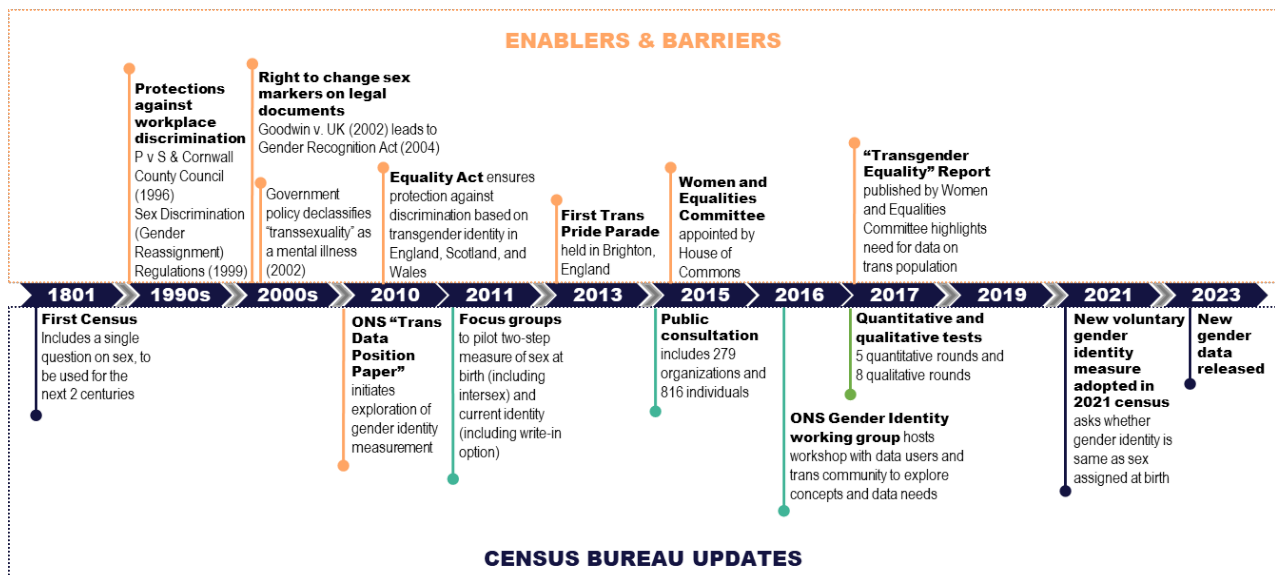 ENABLERS & BARRIERS
Protections
against
workplace
discrimination
P v S & Cornwall
County Council
(1996)
Sex Discrimination
(Gender
Reassignment)
Regulations (1999)
Right to change sex
markers on legal
documents
Goodwin v. UK (2002) leads to
Gender Recognition Act (2004)
Government
policy declassifies
“transsexuality” as
a mental illness
(2002)
Equality Act ensures
protection against
discrimination based on
transgender identity in
England, Scotland, and
Wales
First Trans
Pride Parade
held in Brighton,
England
Women and
Equalities
Committee
appointed by
House of
Commons
“Transgender
Equality” Report
published by Women
and Equalities
Committee highlights
need for data on
trans population
1801 1990s 2000s 2010 2011 2013 2015 2016 2017 2019 2021 2023
First Census
Includes a single
question on sex, to
be used for the
next 2 centuries
ONS “Trans
Data
Position
Paper”
initiates
exploration of
gender identity
measurement
Focus groups
to pilot two-step
measure of sex at
birth (including
intersex) and
current identity
(including write-in
option)
Public
consultation
includes 279
organizations and
816 individuals
ONS Gender Identity
working group hosts
workshop with data users and
trans community to explore
concepts and data needs
Quantitative and
qualitative tests
5 quantitative rounds and
8 qualitative rounds
New voluntary
gender
identity
measure
adopted in
2021 census
asks whether
gender identity is
same as sex
assigned at birth
New
gender
data
released
CENSUS BUREAU UPDATES